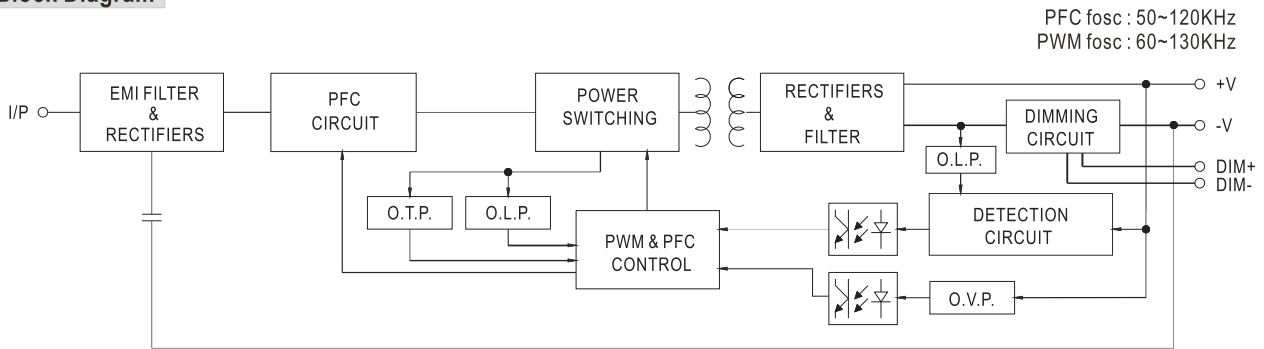 Block Diagram
PFC fosc : 50~120KHz
PWM fosc : 60~130KHz
I/P
EMI FILTER
&
RECTIFIERS
PFC
CIRCUIT
POWER
SWITCHING
RECTIFIERS
&
FILTER
+V
DIMMING
CIRCUIT
-V
O.L.P.
DIM+
DIM-
O.T.P.
O.L.P.
PWM & PFC
CONTROL
DETECTION
CIRCUIT
O.V.P.